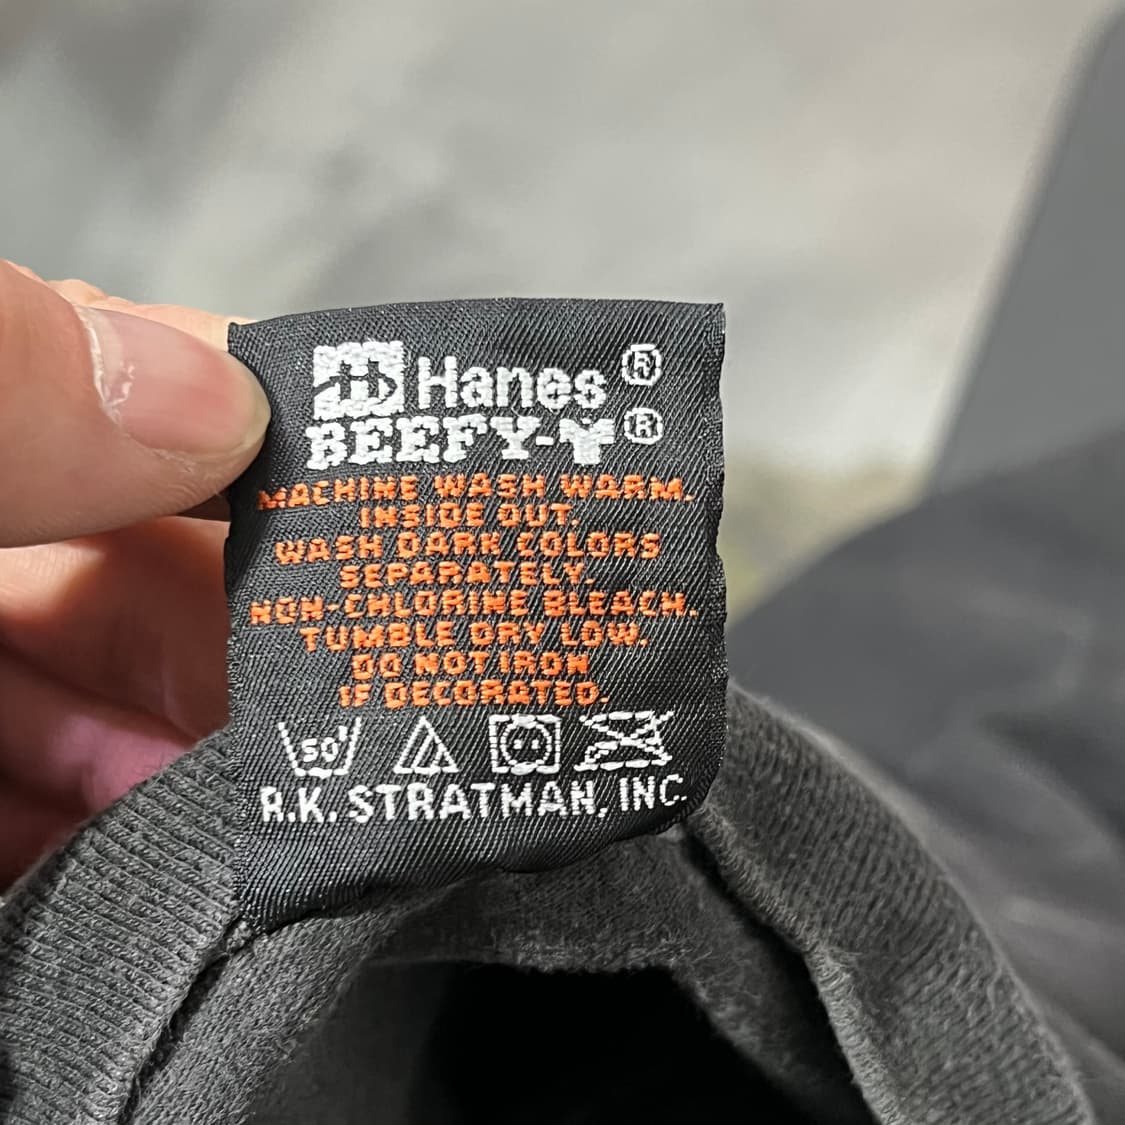 Hanes ®
BEEFY-T ®
MACHINE WASH WARM.
INSIDE OUT.
WASH DARK COLORS
SEPARATELY.
NON-CHLORINE BLEACH.
TUMBLE DRY LOW.
DO NOT IRON
IF DECORATED.
50°
R.K. STRATMAN, INC.